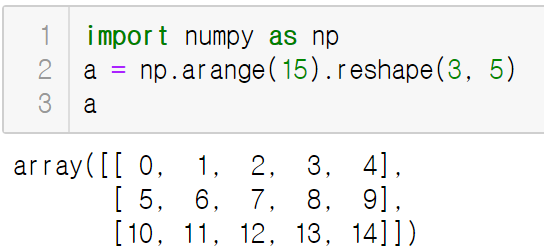 1 import numpy as np
2 a = np.arange(15).reshape(3, 5)
3 a
array([[ 0, 1, 2, 3, 4],
[ 5, 6, 7, 8, 9],
[10, 11, 12, 13, 14]])